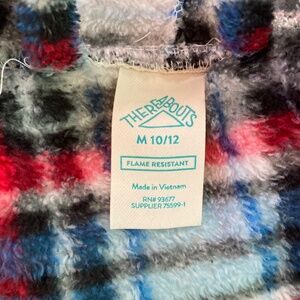 THEREABOUTS
M 10/12
FLAME RESISTANT
Made in Vietnam
RN# 93677
SUPPLIER 75599-1